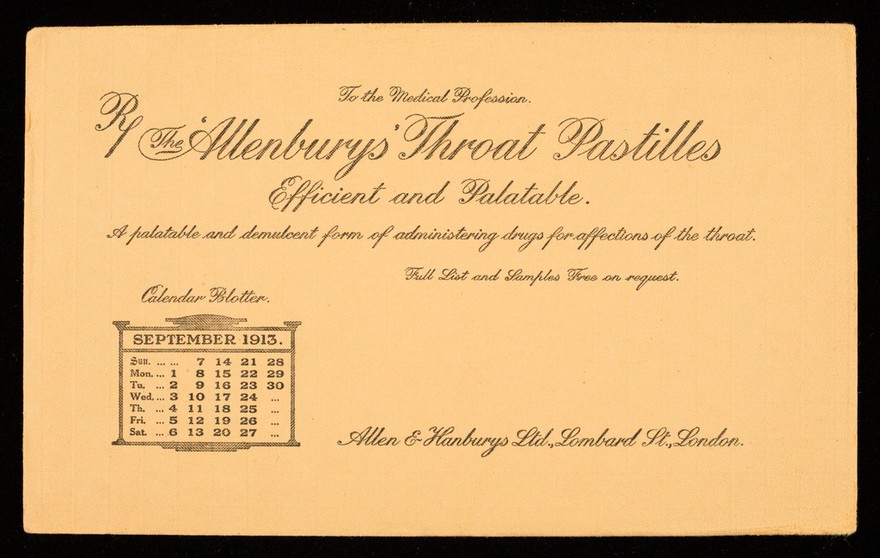 To the Medical Profession.
R/ The 'Allenburys' Throat Pastilles
Efficient and Palatable.
A palatable and demulcent form of administering drugs for affections of the throat.
Full List and Samples Free on request.
Calendar Blotter.
SEPTEMBER 1913.
Sun. ... ... 7 14 21 28
Mon. ... 1 8 15 22 29
Tu. ... 2 9 16 23 30
Wed. ... 3 10 17 24 ...
Th. ... 4 11 18 25 ...
Fri. ... 5 12 19 26 ...
Sat. ... 6 13 20 27 ...
Allen & Hanburys Ltd., Lombard St., London.